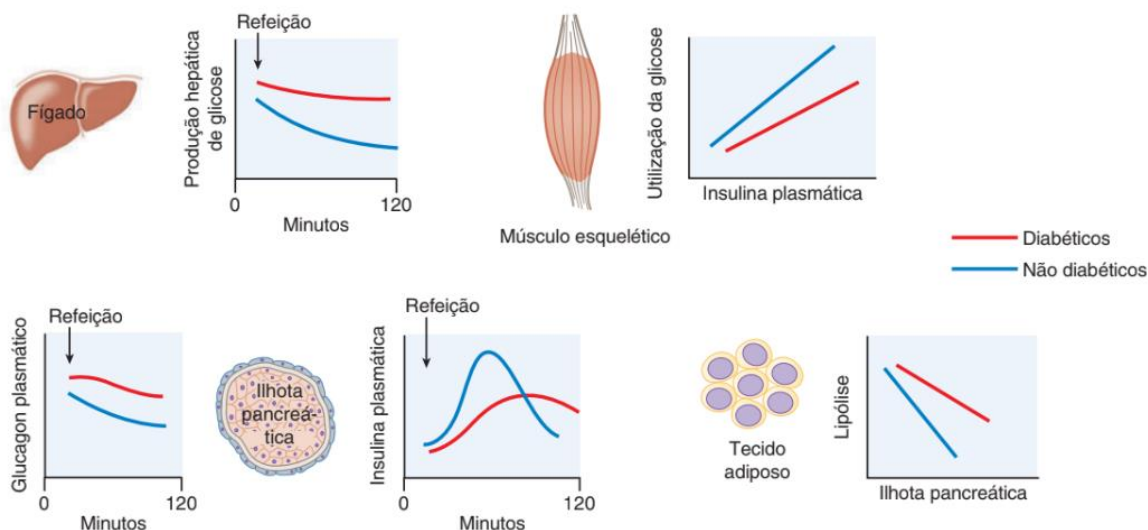 Fígado
Refeição
Produção hepática
de glicose
0
120
Minutos
Músculo esquelético
Utilização da glicose
Insulina plasmática
Diabéticos
Não diabéticos
Refeição
Glucagon plasmático
0
120
Minutos
Ilhota
pancreá-
tica
Refeição
Insulina plasmática
0
120
Minutos
Tecido
adiposo
Lipólise
Ilhota pancreática